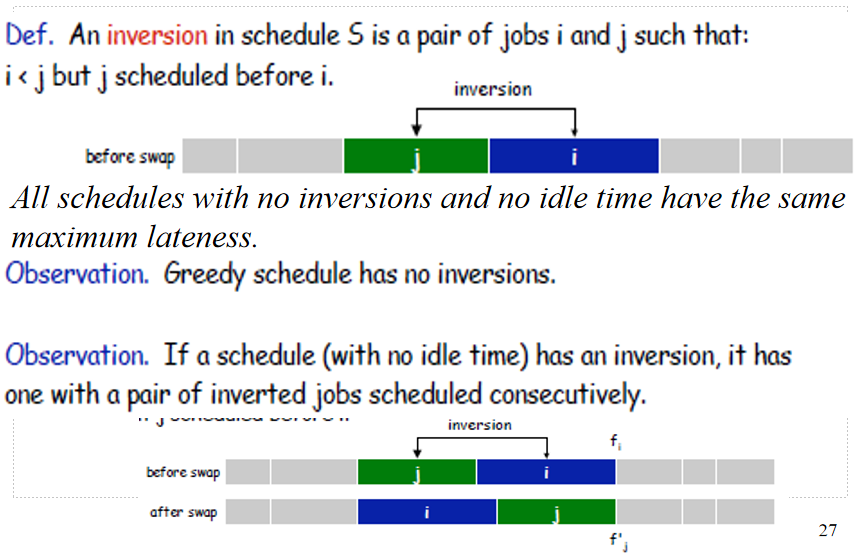 Def. An inversion in schedule S is a pair of jobs i and j such that:
i < j but j scheduled before i.
inversion
before swap j i
All schedules with no inversions and no idle time have the same
maximum lateness.
Observation. Greedy schedule has no inversions.
Observation. If a schedule (with no idle time) has an inversion, it has
one with a pair of inverted jobs scheduled consecutively.
j scheduled before i.
inversion
fi
before swap j i
after swap i j
f'j
27